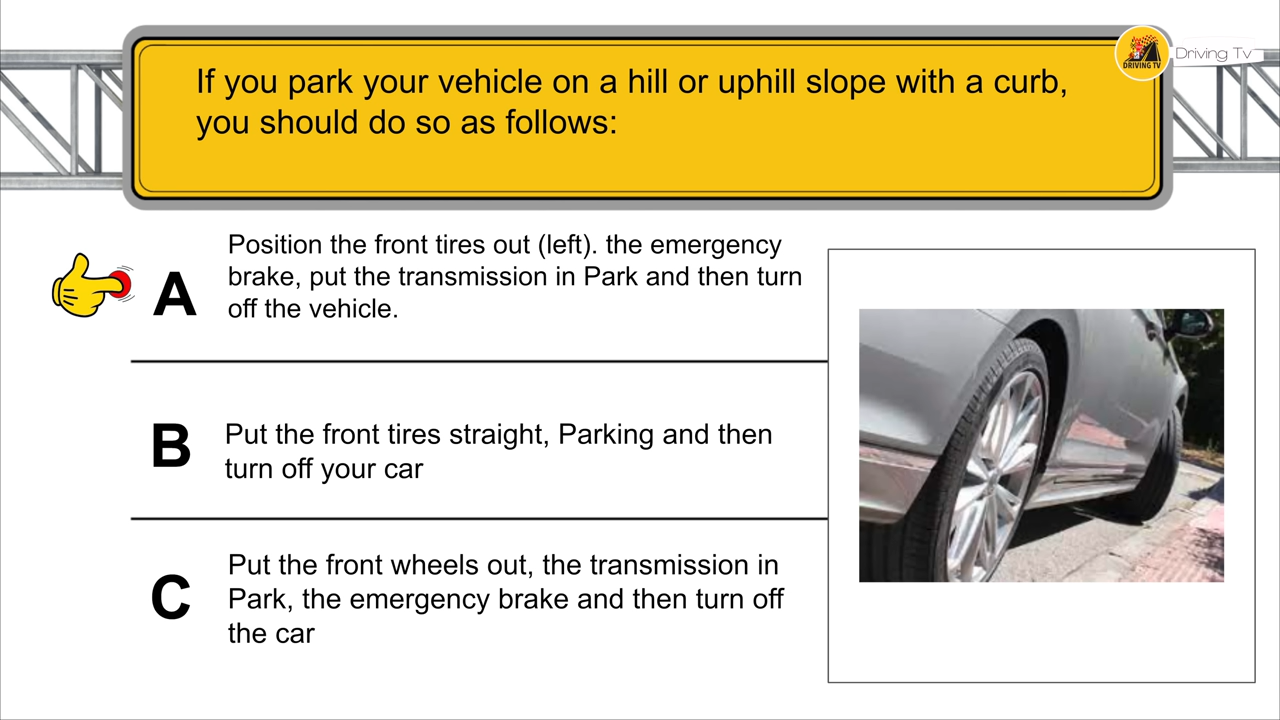 If you park your vehicle on a hill or uphill slope with a curb,
you should do so as follows:
DRIVING TV
Driving Tv
A
Position the front tires out (left). the emergency
brake, put the transmission in Park and then turn
off the vehicle.
B
Put the front tires straight, Parking and then
turn off your car
C
Put the front wheels out, the transmission in
Park, the emergency brake and then turn off
the car